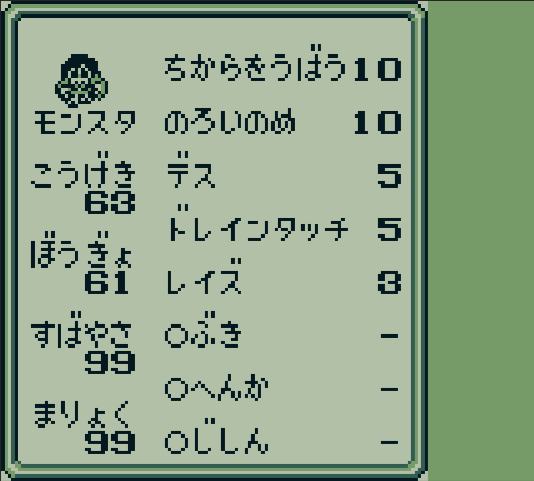 ちからをうばう10
モンスタ のろいのめ 10
こうげき デス 5
63
ドレインタッチ 5
ぼうぎょ
61 レイズ 3
すばやさ ○ぶき -
99
○へんか -
まりょく
99 ○じしん -